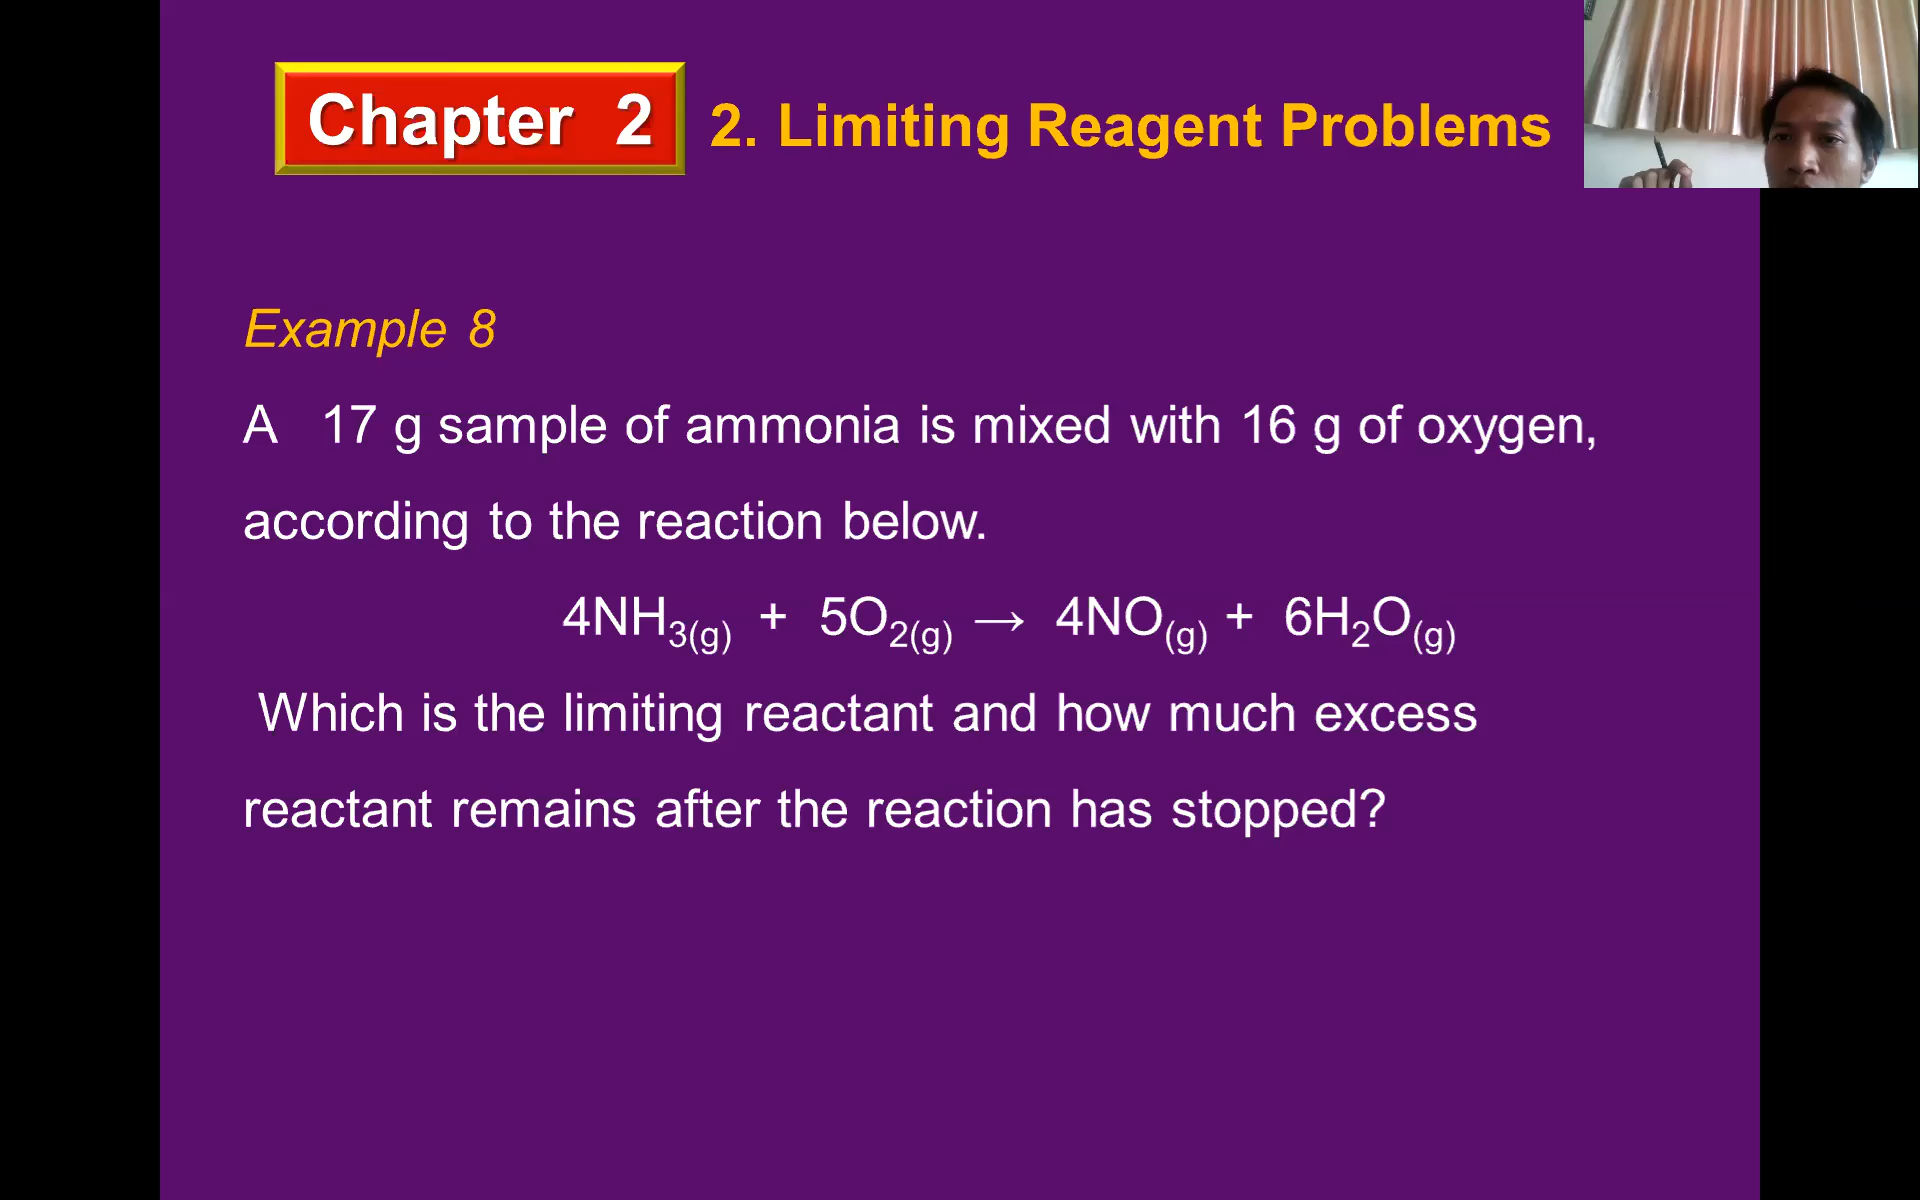 Chapter 2
2. Limiting Reagent Problems
Example 8
A 17 g sample of ammonia is mixed with 16 g of oxygen,
according to the reaction below.
4NH₃(g) + 5O₂(g) → 4NO(g) + 6H₂O(g)
Which is the limiting reactant and how much excess
reactant remains after the reaction has stopped?